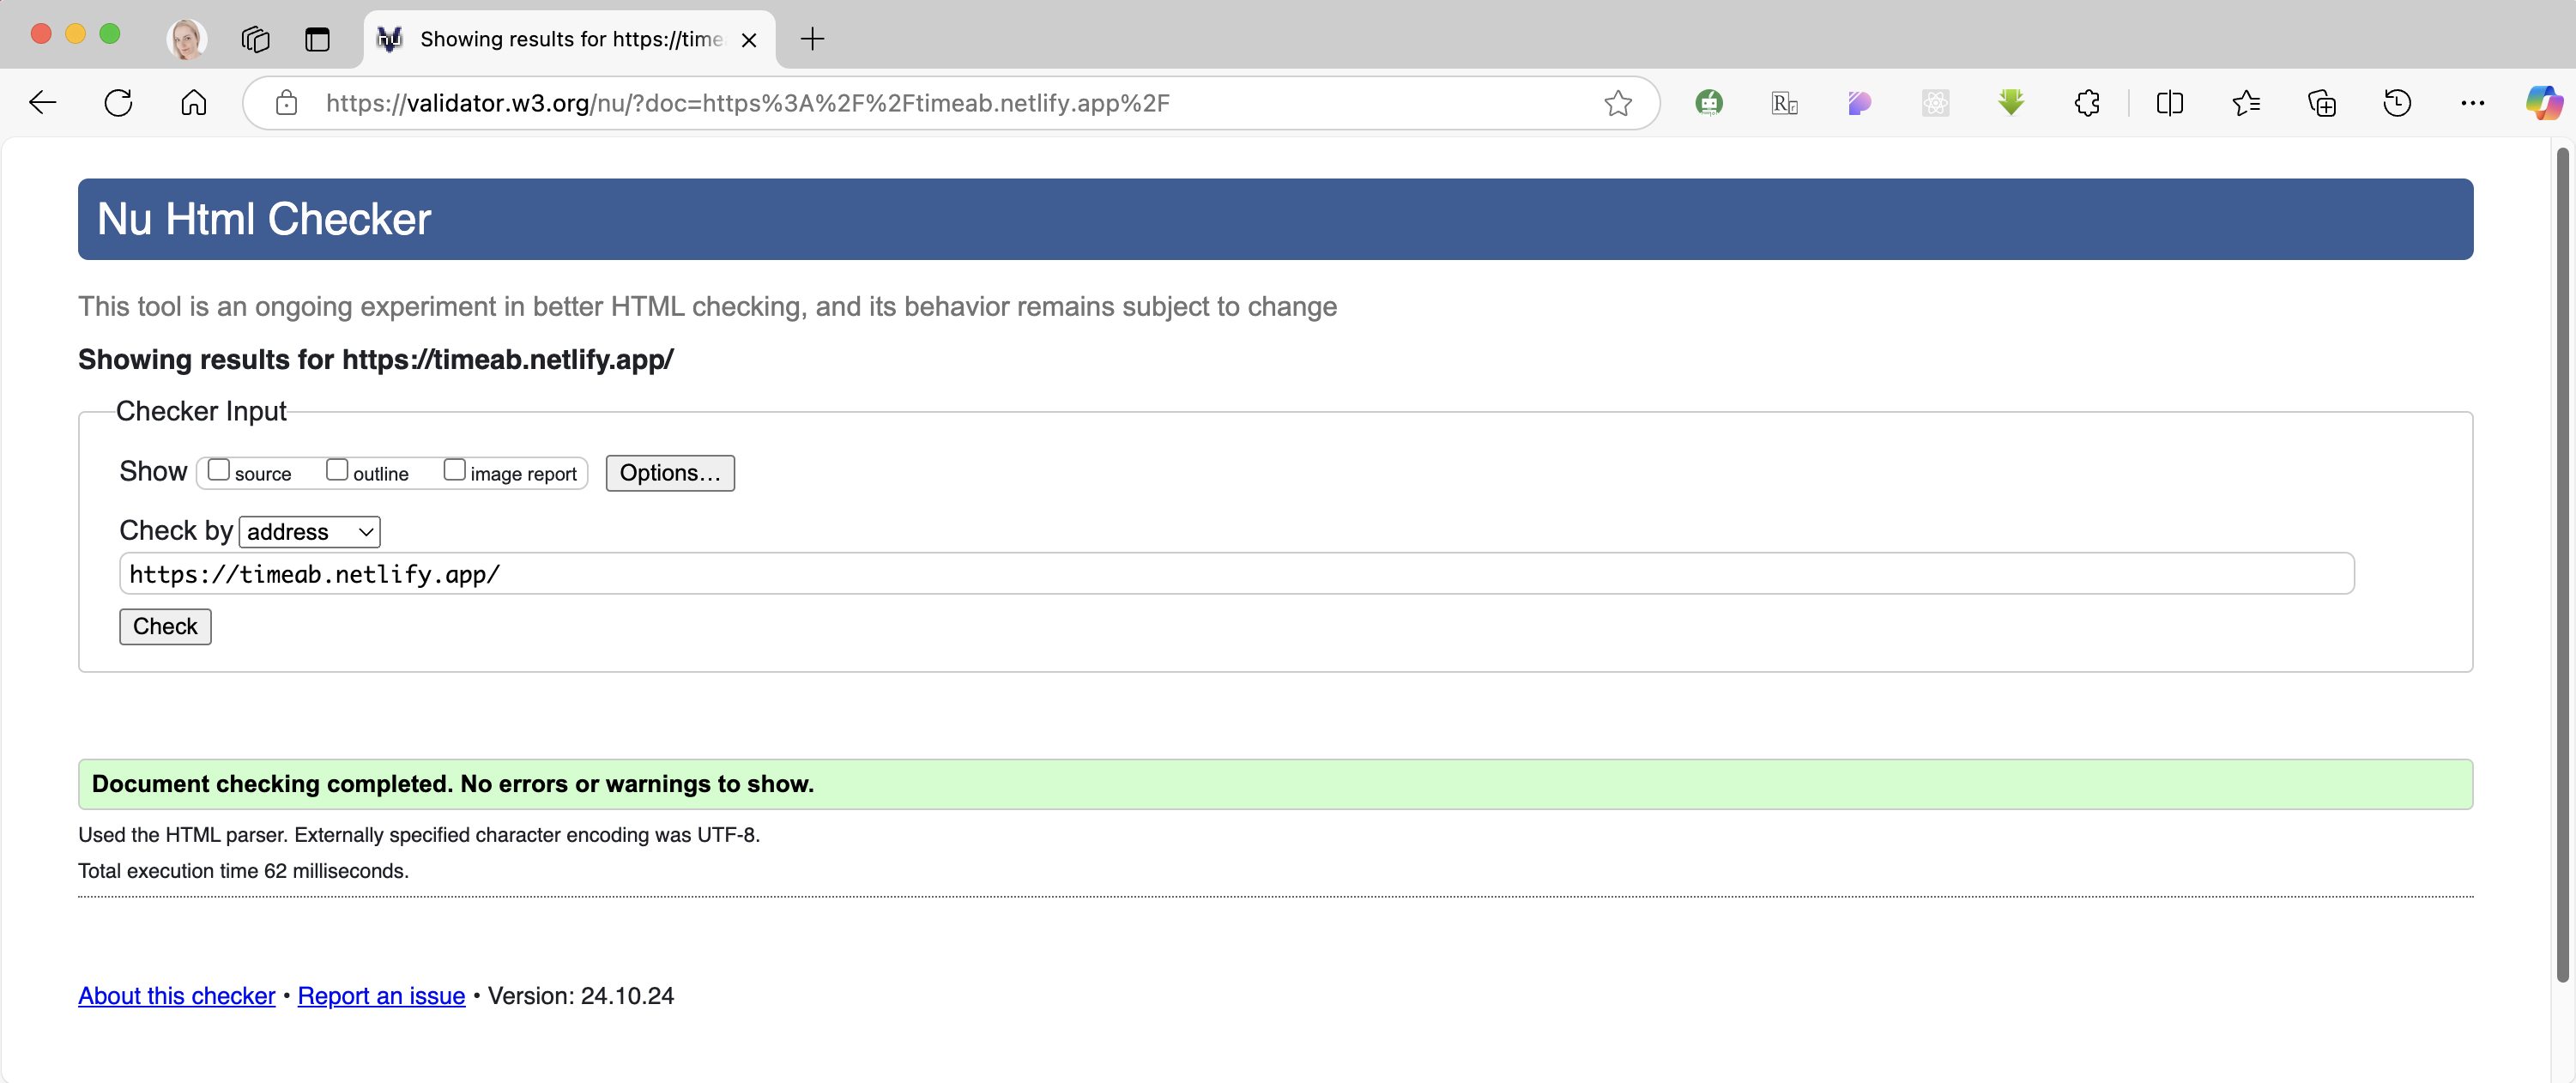 Showing results for https://time
https://validator.w3.org/nu/?doc=https%3A%2F%2Ftimeab.netlify.app%2F
Nu Html Checker
This tool is an ongoing experiment in better HTML checking, and its behavior remains subject to change
Showing results for https://timeab.netlify.app/
Checker Input
Show source outline image report Options...
Check by address
https://timeab.netlify.app/
Check
Document checking completed. No errors or warnings to show.
Used the HTML parser. Externally specified character encoding was UTF-8.
Total execution time 62 milliseconds.
About this checker • Report an issue • Version: 24.10.24